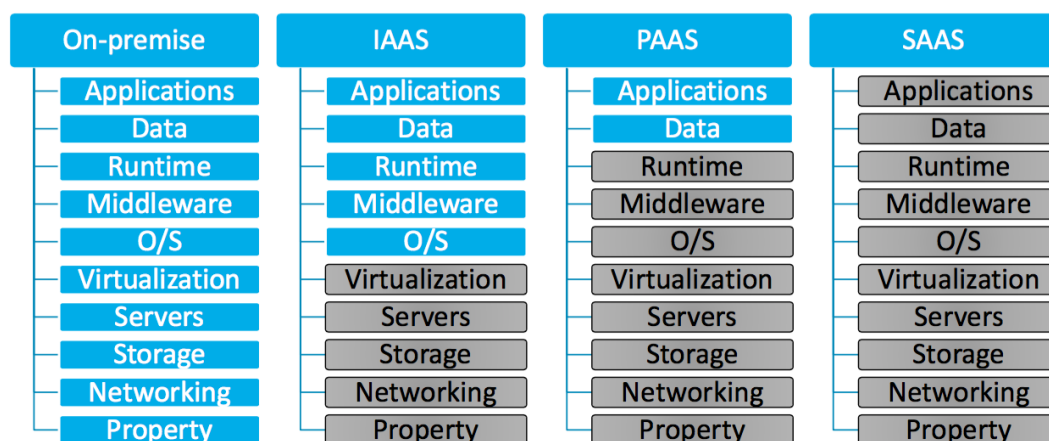 On-premise
Applications
Data
Runtime
Middleware
O/S
Virtualization
Servers
Storage
Networking
Property
IAAS
Applications
Data
Runtime
Middleware
O/S
Virtualization
Servers
Storage
Networking
Property
PAAS
Applications
Data
Runtime
Middleware
O/S
Virtualization
Servers
Storage
Networking
Property
SAAS
Applications
Data
Runtime
Middleware
O/S
Virtualization
Servers
Storage
Networking
Property